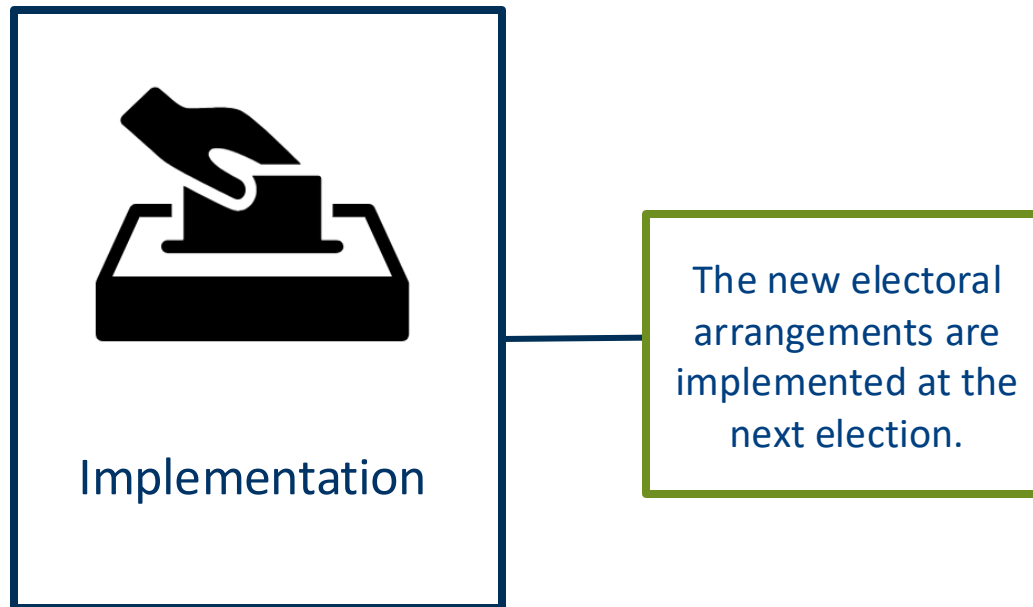 Implementation
The new electoral
arrangements are
implemented at the
next election.